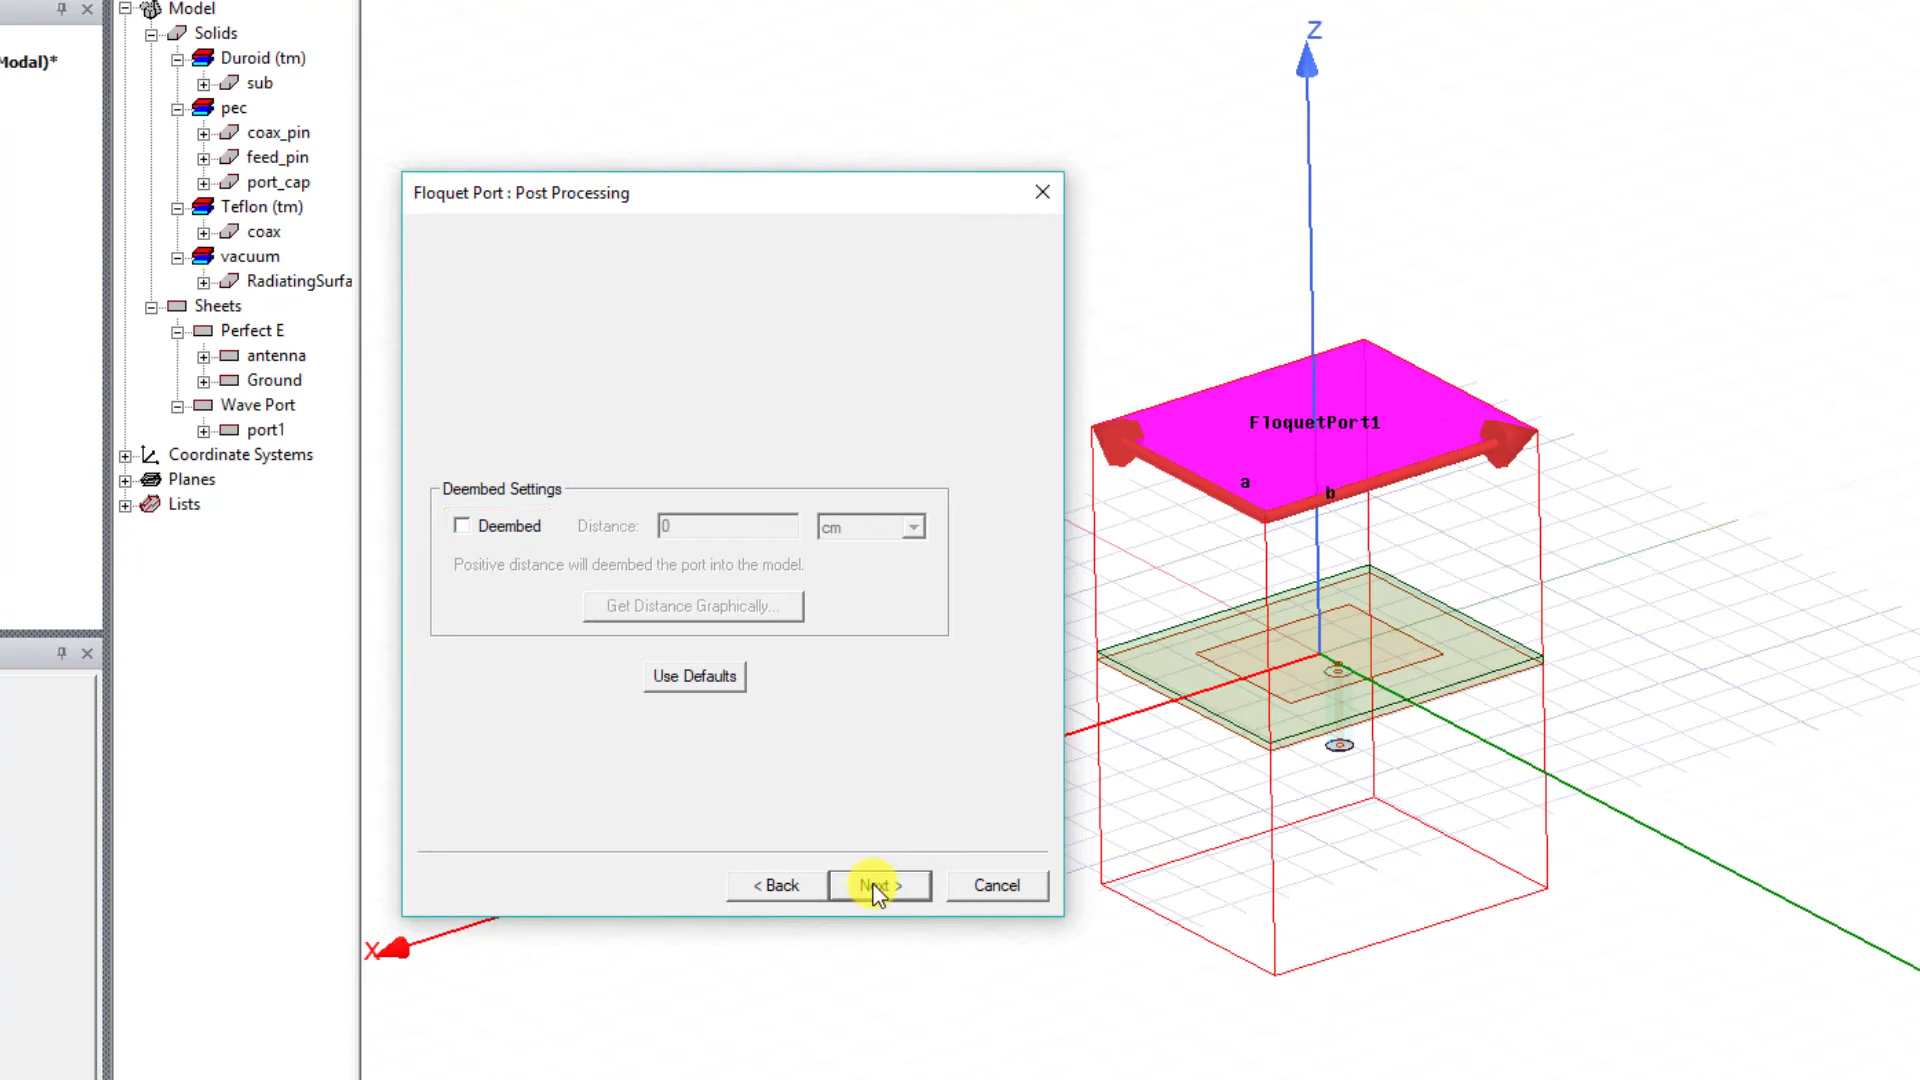 Model
Modal)*
Solids
Duroid (tm)
sub
pec
coax_pin
feed_pin
port_cap
Teflon (tm)
coax
vacuum
RadiatingSurfa
Sheets
Perfect E
antenna
Ground
Wave Port
port1
Coordinate Systems
Planes
Lists
Floquet Port : Post Processing
Deembed Settings
Deembed
Distance:
0
cm
Positive distance will deembed the port into the model.
Get Distance Graphically...
Use Defaults
< Back
Next >
Cancel
Z
FloquetPort1
a
b
X